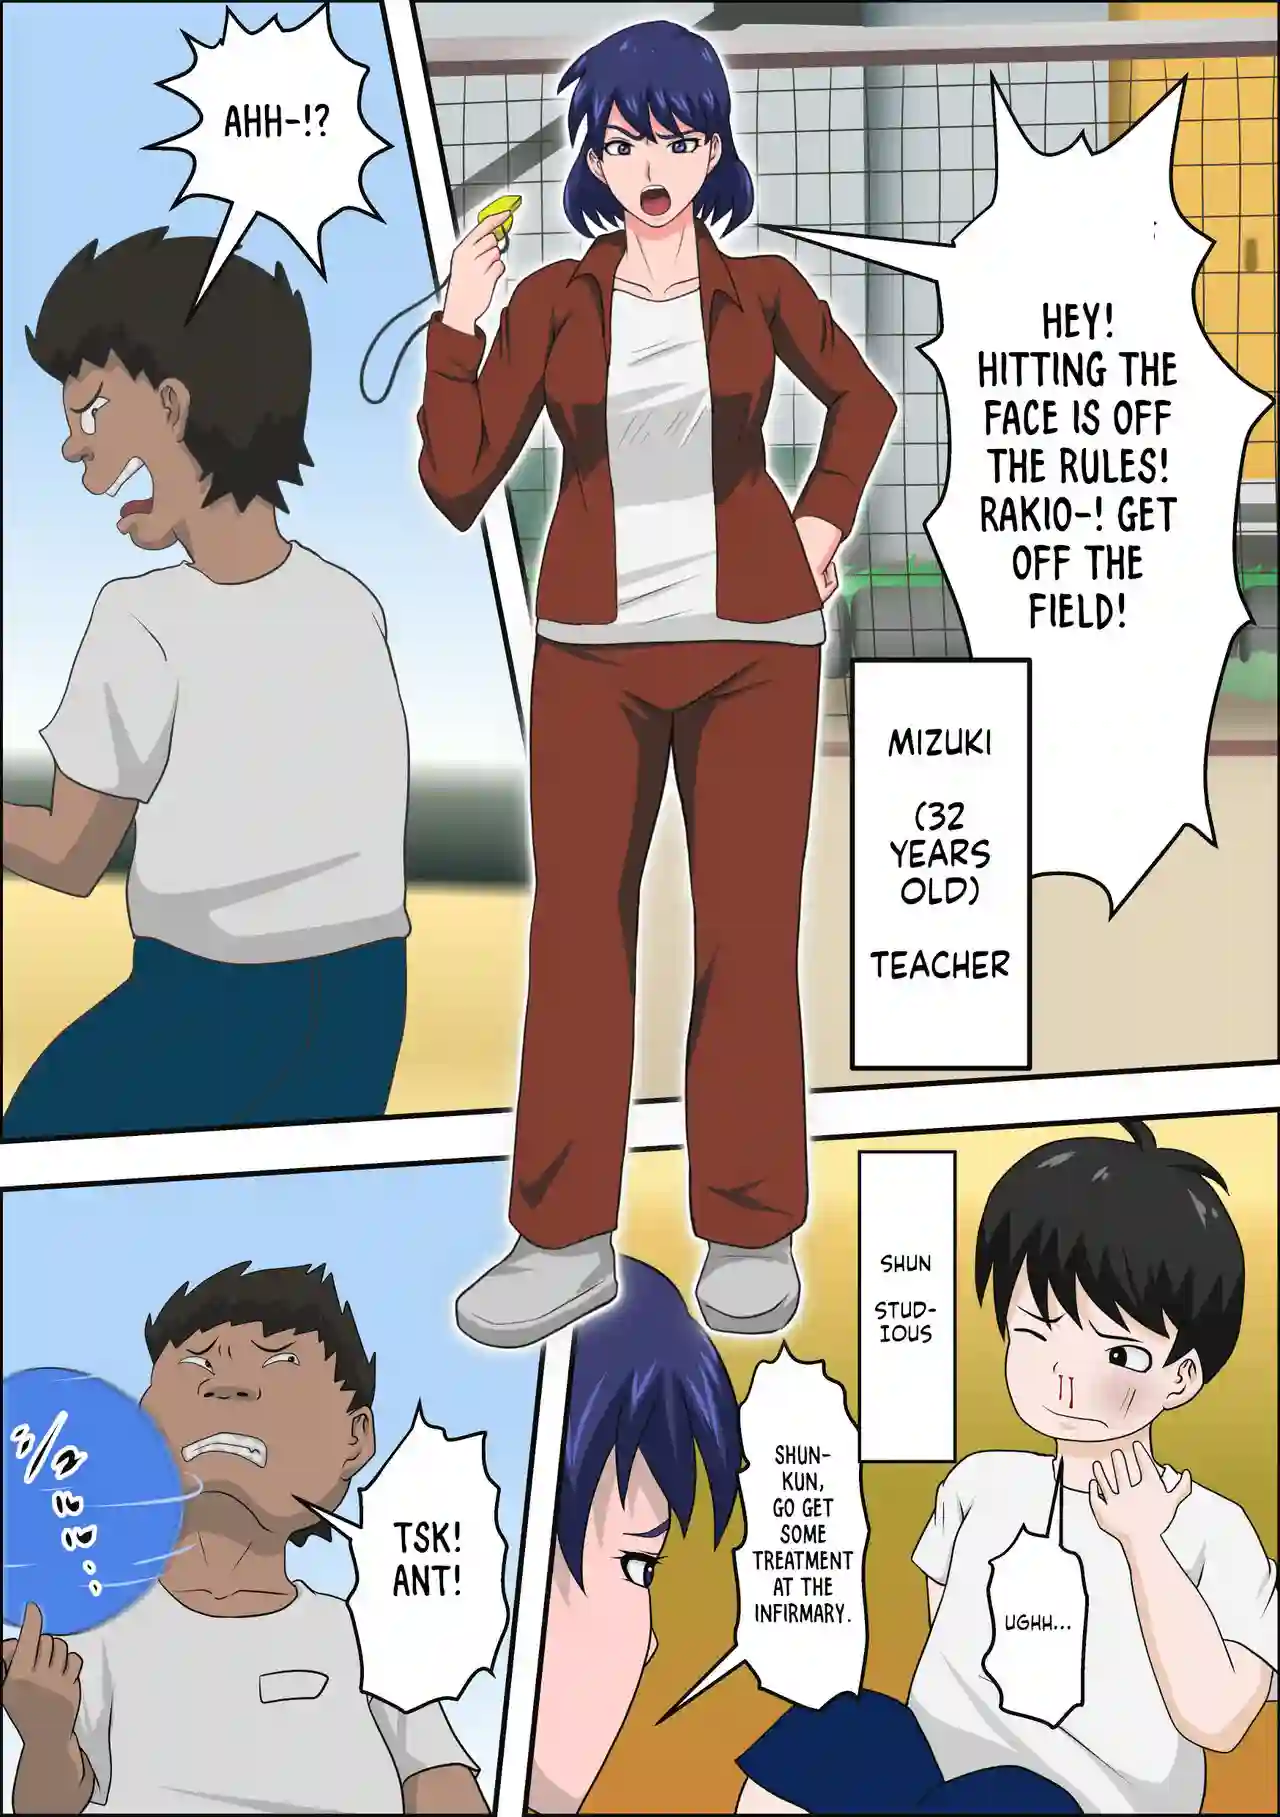 AHH-!?
HEY!
HITTING THE
FACE IS OFF
THE RULES!
RAKIO-! GET
OFF THE
FIELD!
MIZUKI
(32
YEARS
OLD)
TEACHER
SHUN
STUD-
IOUS
SHUN-
KUN,
GO GET
SOME
TREATMENT
AT THE
INFIRMARY.
UGHH...
TSK!
ANT!